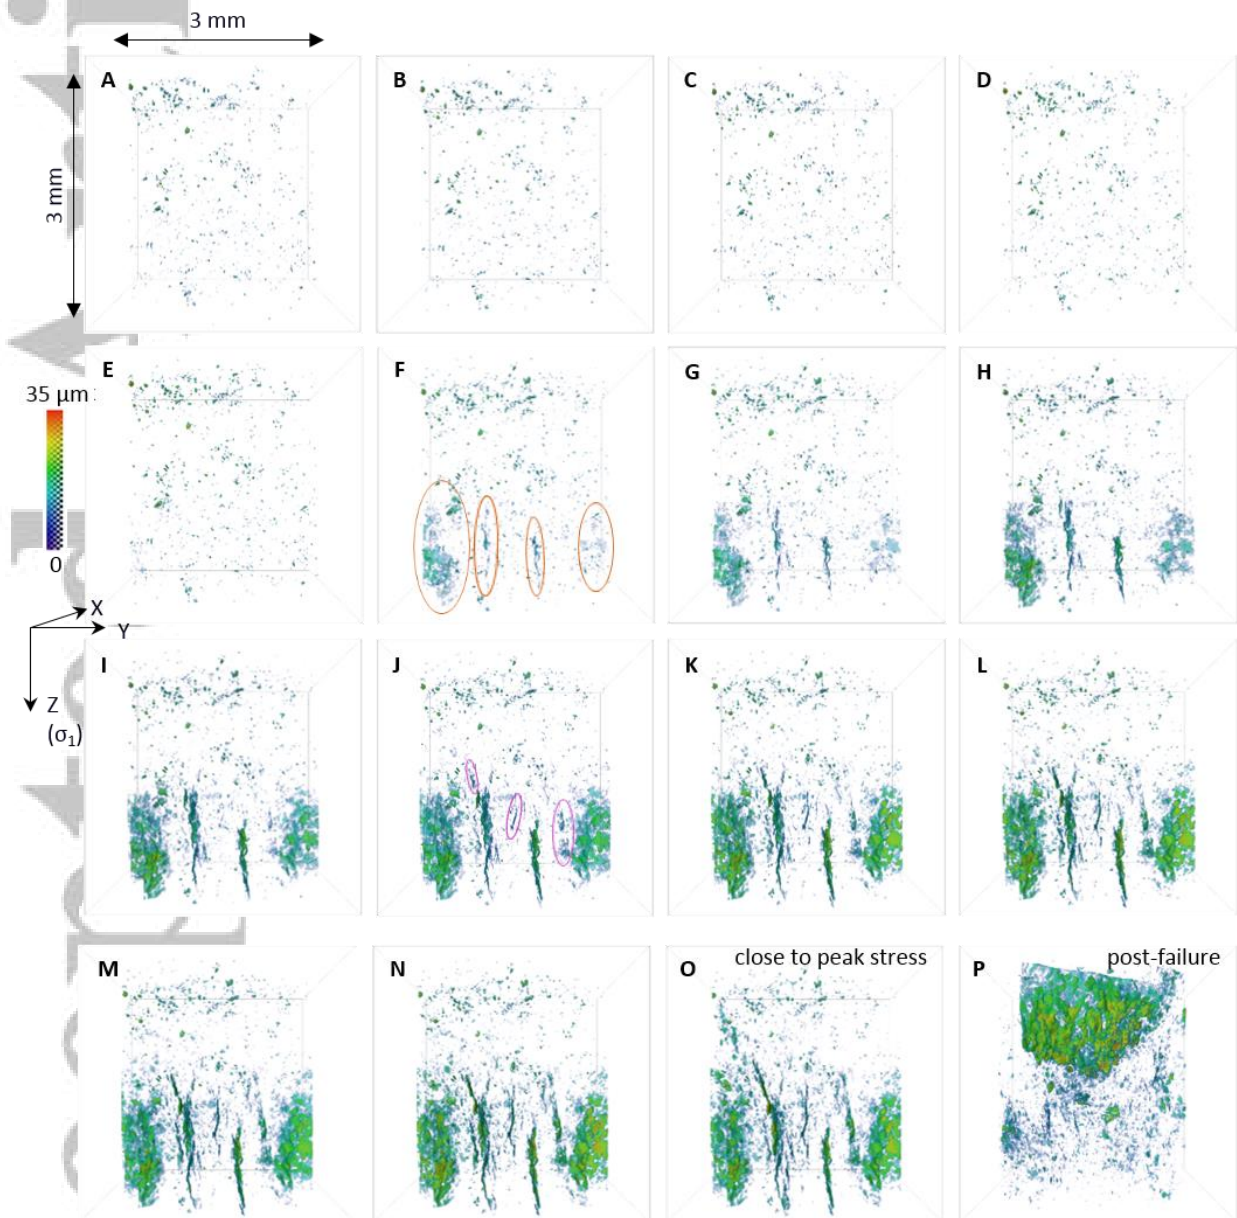 3 mm
3 mm
A
B
C
D
E
F
G
H
35 μm
0
X
Y
Z
(σ₁)
I
J
K
L
M
N
O
close to peak stress
P
post-failure